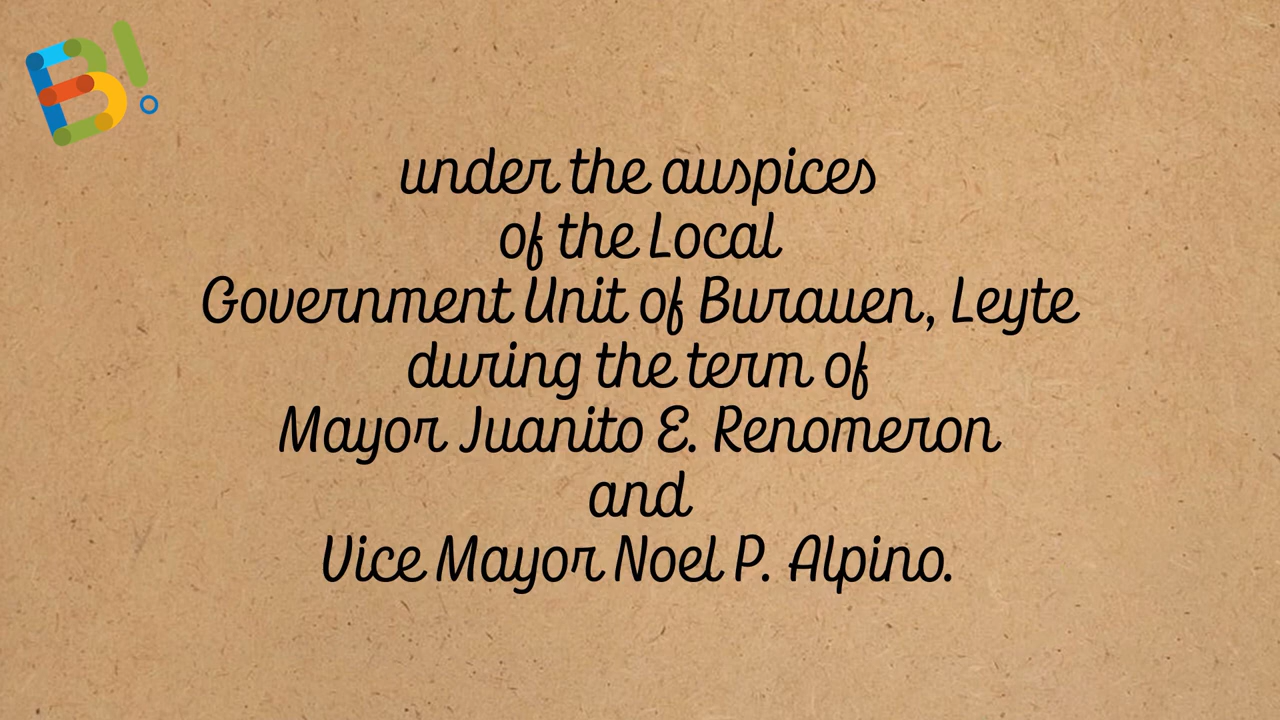 B!
under the auspices
of the Local
Government Unit of Burauen, Leyte
during the term of
Mayor Juanito E. Renomeron
and
Vice Mayor Noel P. Alpino.